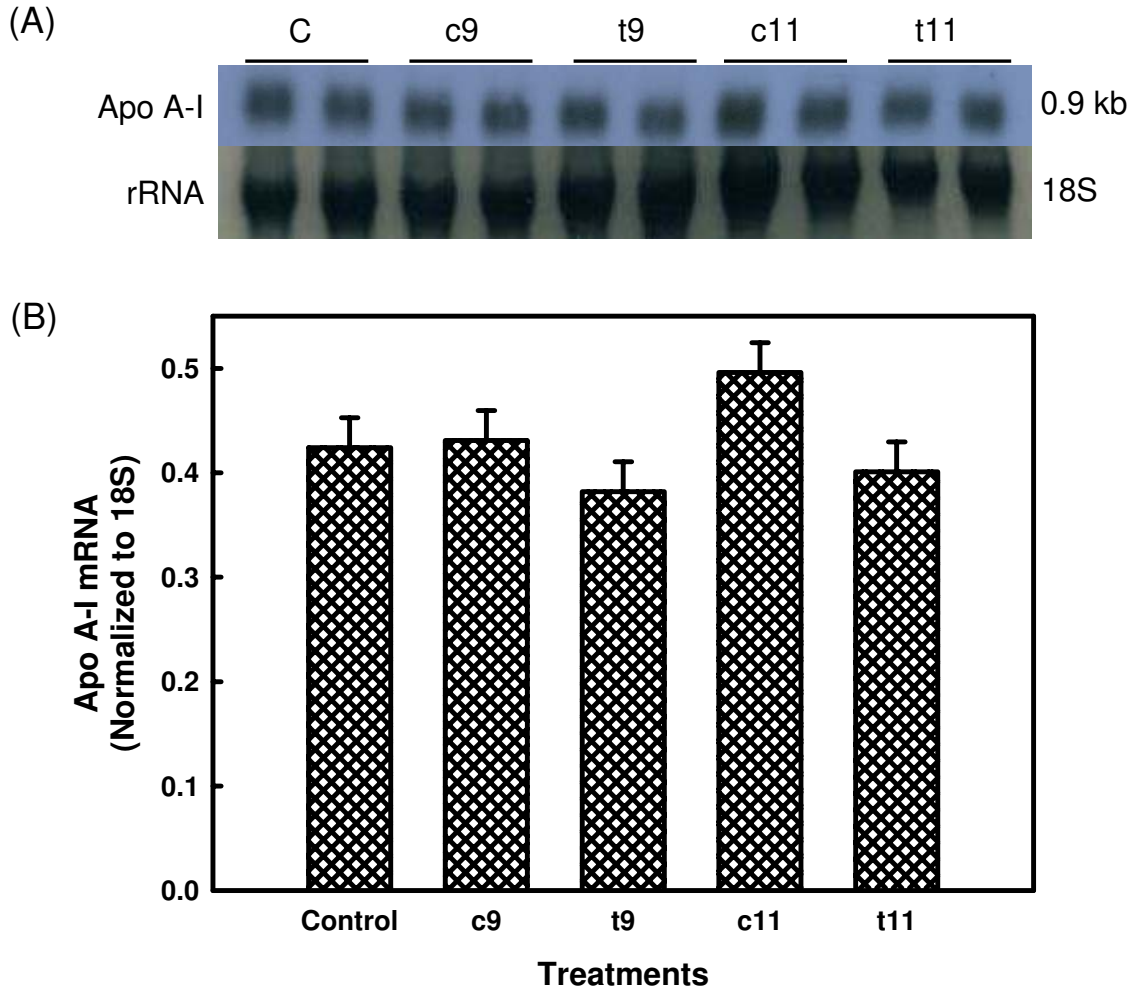 (A)
C c9 t9 c11 t11
Apo A-I 0.9 kb
rRNA 18S
(B)
Apo A-I mRNA
(Normalized to 18S)
0.5
0.4
0.3
0.2
0.1
0.0
Control c9 t9 c11 t11
Treatments